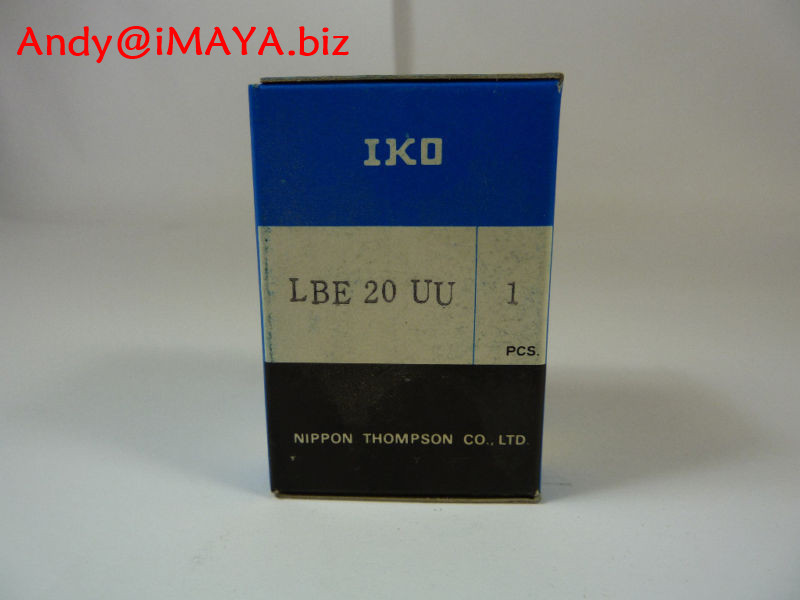 Andy@iMAYA.biz
IKO
LBE 20 UU 1
PCS.
NIPPON THOMPSON CO., LTD.